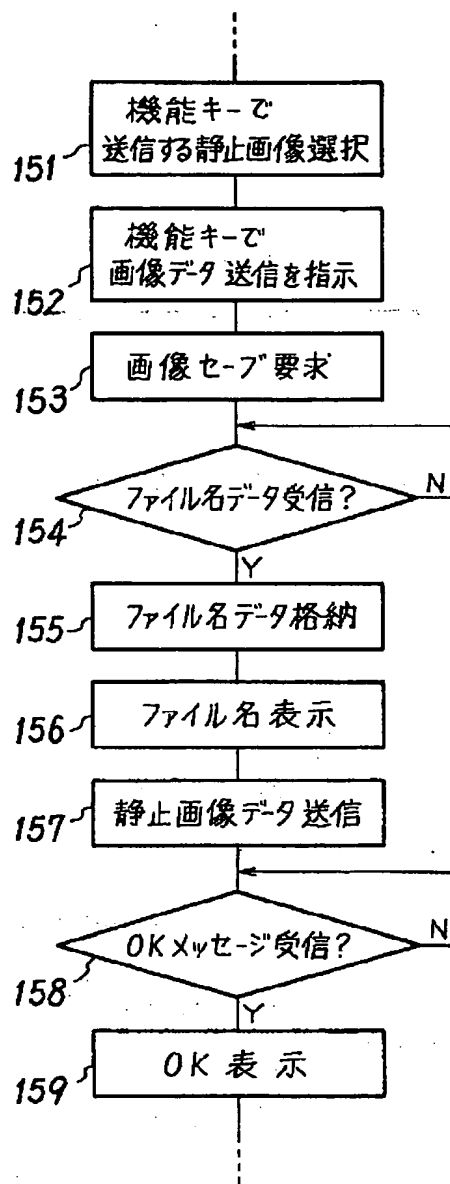 機能キーで
送信する静止画像選択
151
機能キーで
画像データ送信を指示
152
画像セーブ要求
153
ファイル名データ受信?
N
154
Y
ファイル名データ格納
155
ファイル名表示
156
静止画像データ送信
157
OKメッセージ受信?
N
158
Y
OK 表示
159